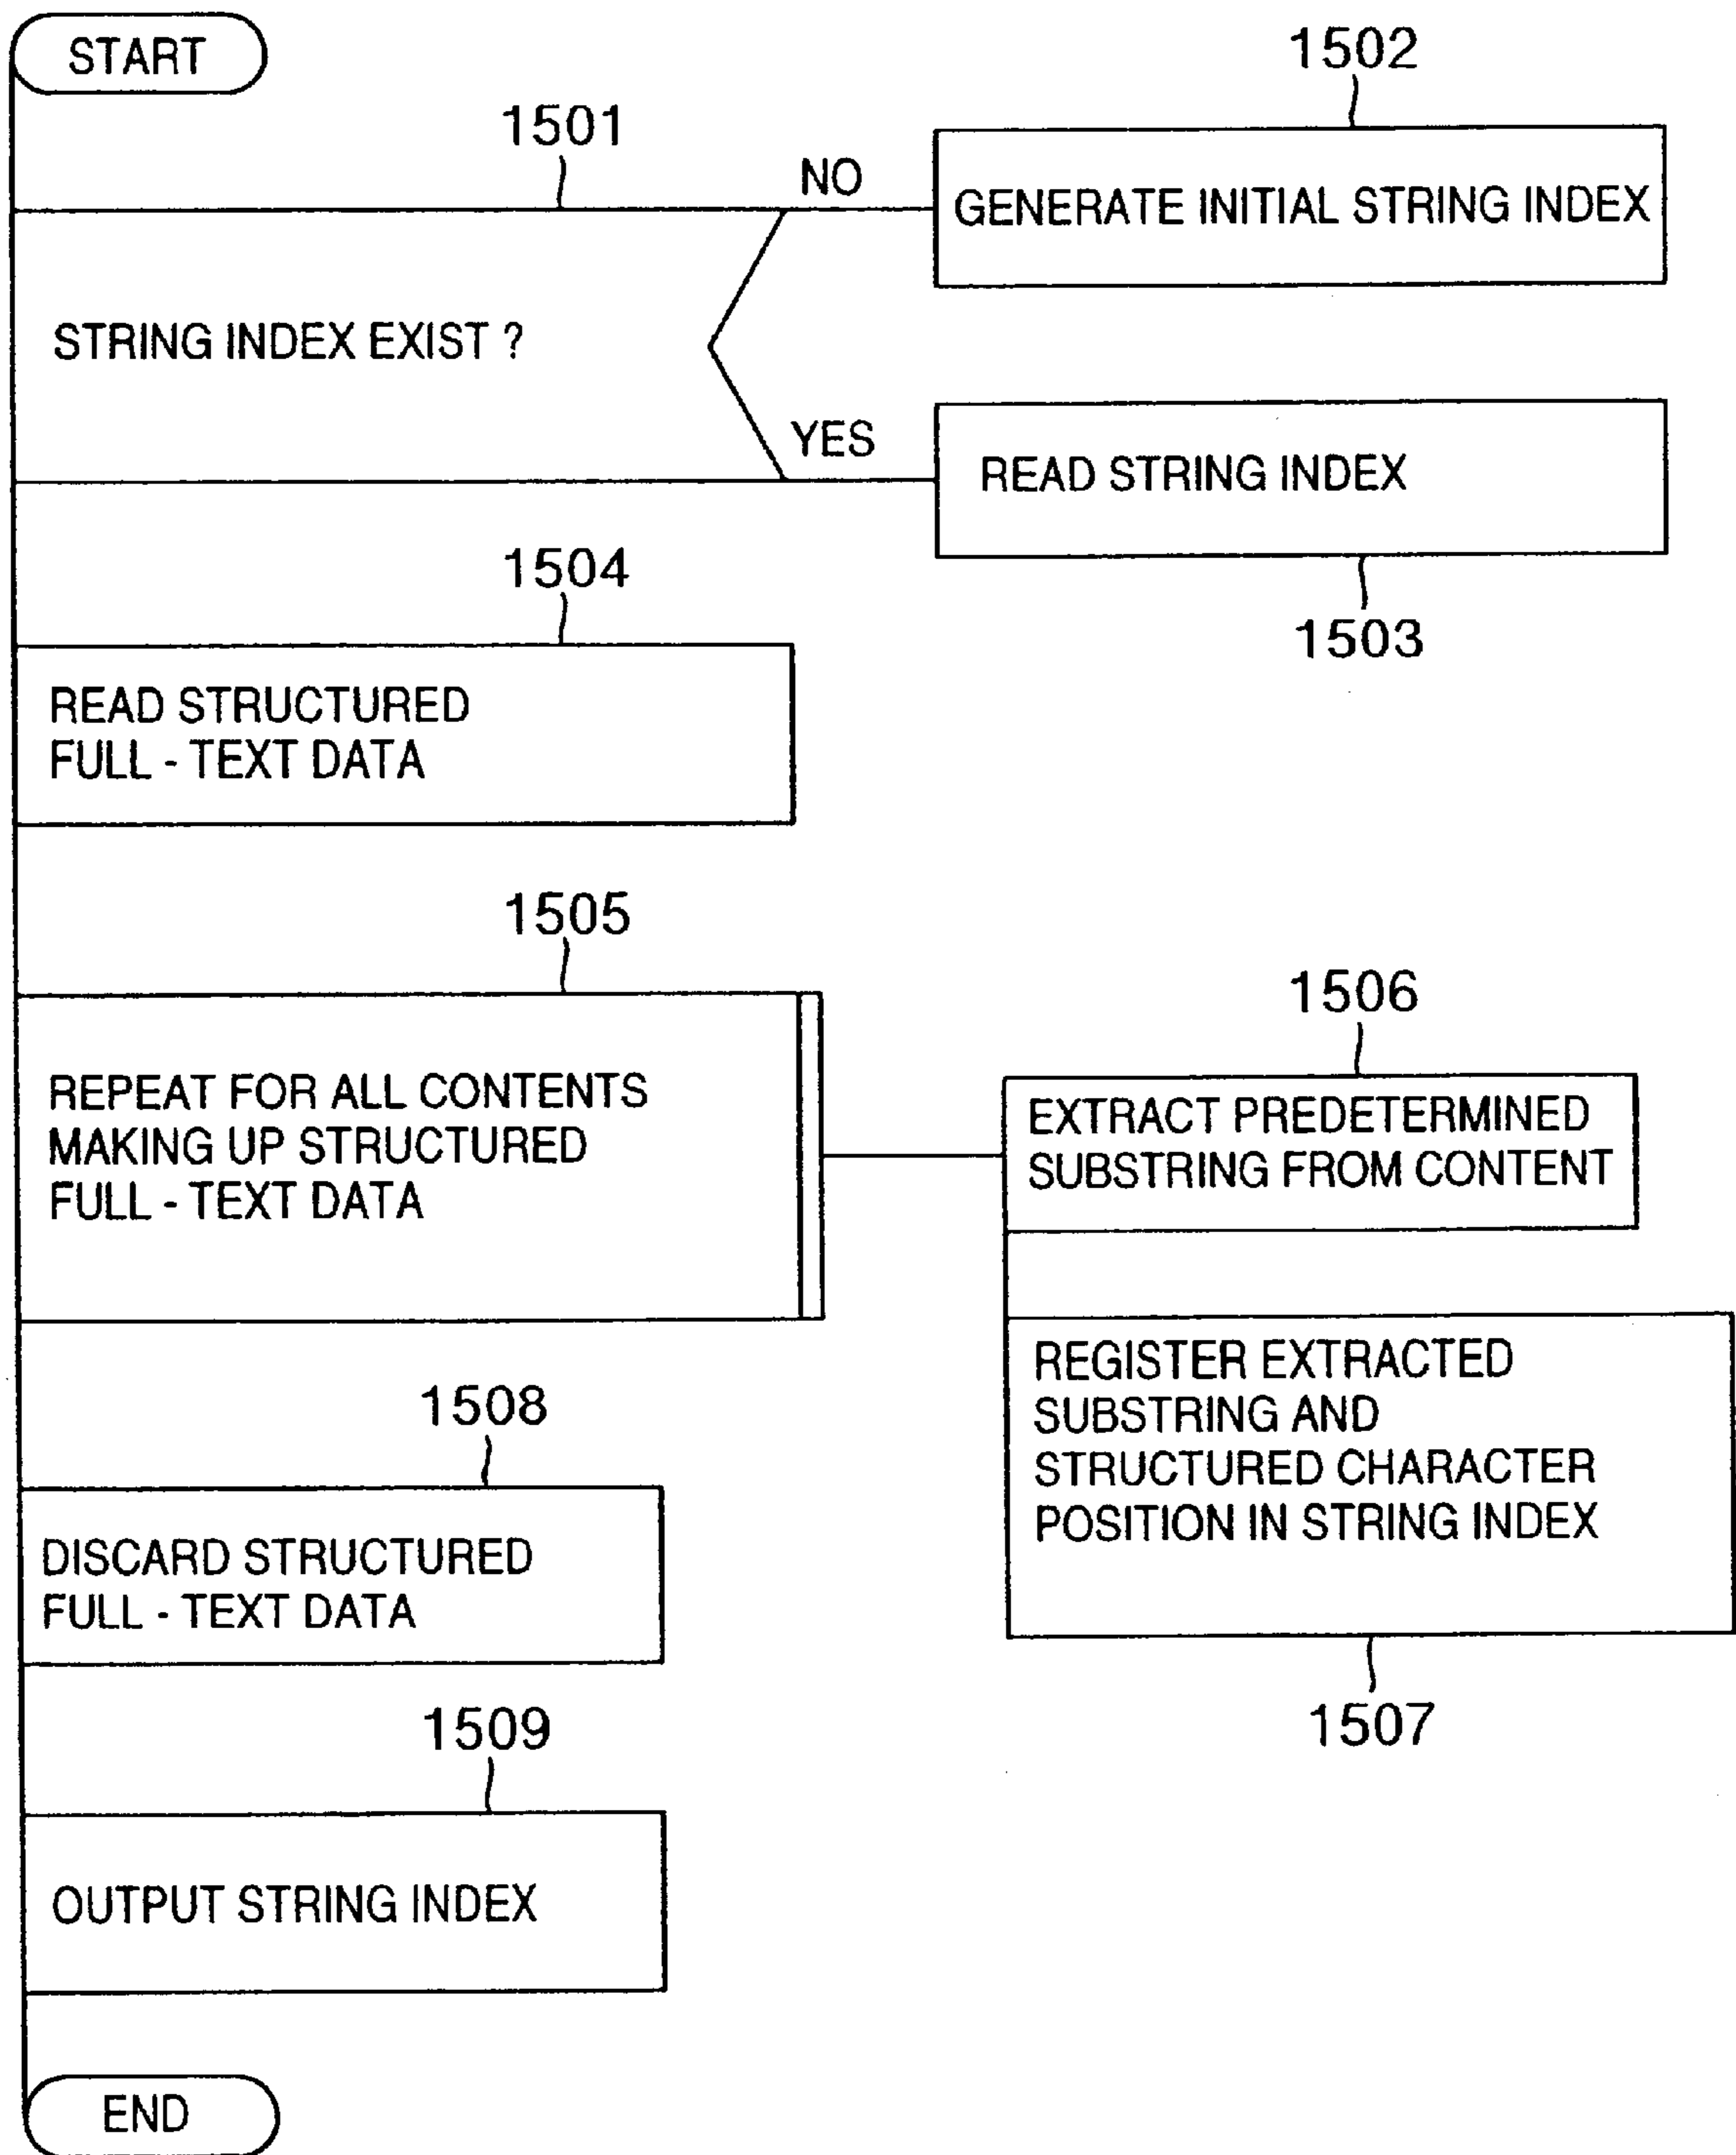 START
1501
STRING INDEX EXIST ?
NO
1502
GENERATE INITIAL STRING INDEX
YES
READ STRING INDEX
1503
1504
READ STRUCTURED
FULL - TEXT DATA
1505
REPEAT FOR ALL CONTENTS
MAKING UP STRUCTURED
FULL - TEXT DATA
1506
EXTRACT PREDETERMINED
SUBSTRING FROM CONTENT
REGISTER EXTRACTED
SUBSTRING AND
STRUCTURED CHARACTER
POSITION IN STRING INDEX
1507
1508
DISCARD STRUCTURED
FULL - TEXT DATA
1509
OUTPUT STRING INDEX
END